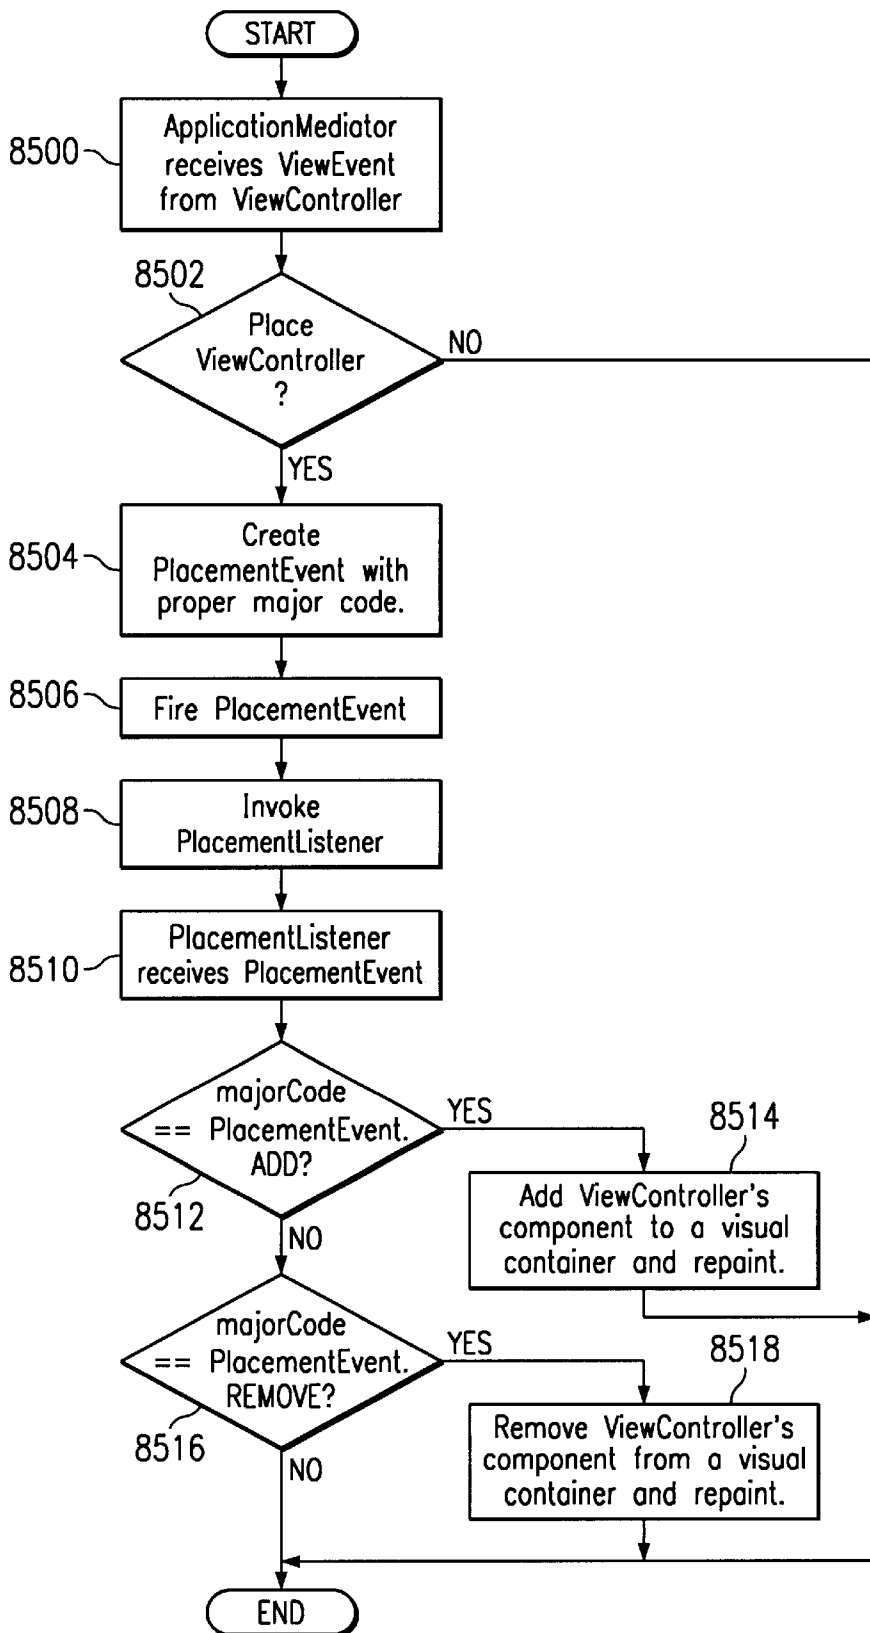 START
8500
ApplicationMediator
receives ViewEvent
from ViewController
8502
Place
ViewController
?
NO
YES
8504
Create
PlacementEvent with
proper major code.
8506
Fire PlacementEvent
8508
Invoke
PlacementListener
8510
PlacementListener
receives PlacementEvent
majorCode
== PlacementEvent.
ADD?
8512
YES
NO
8514
Add ViewController's
component to a visual
container and repaint.
majorCode
== PlacementEvent.
REMOVE?
8516
YES
NO
8518
Remove ViewController's
component from a visual
container and repaint.
END